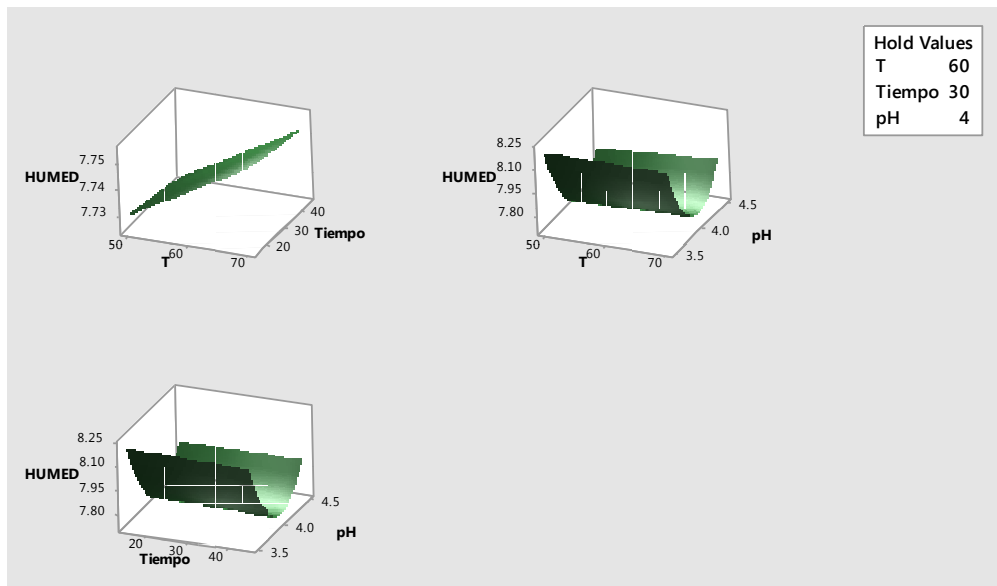 Hold Values
T 60
Tiempo 30
pH 4
7.75
HUMED 7.74
7.73
50 60 70
T
20 30 40
Tiempo
8.25
8.10
HUMED 7.95
7.80
50 60 70
T
3.5 4.0 4.5
pH
8.25
8.10
HUMED 7.95
7.80
20 30 40
Tiempo
3.5 4.0 4.5
pH